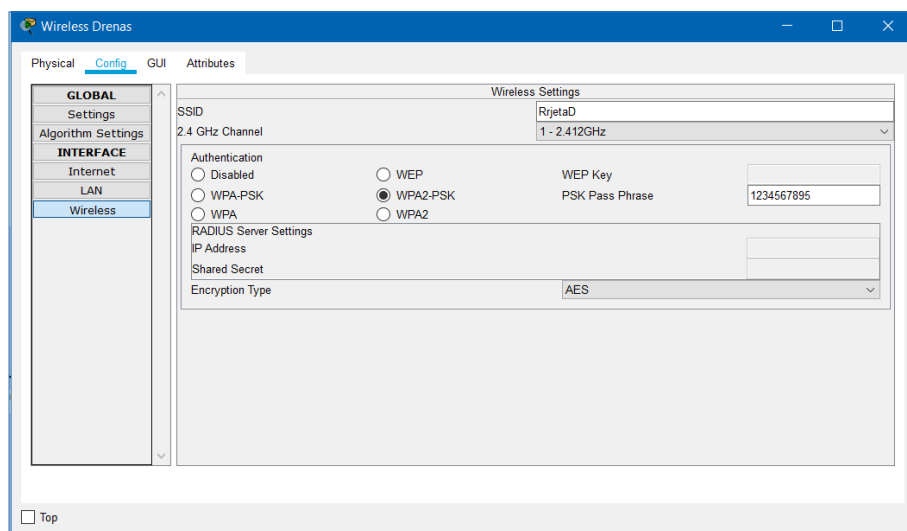 Wireless Drenas
Physical Config GUI Attributes
GLOBAL
Settings
Algorithm Settings
INTERFACE
Internet
LAN
Wireless
Wireless Settings
SSID RrjetaD
2.4 GHz Channel 1 - 2.412GHz
Authentication
Disabled WEP WEP Key
WPA-PSK WPA2-PSK PSK Pass Phrase 1234567895
WPA WPA2
RADIUS Server Settings
IP Address
Shared Secret
Encryption Type AES
Top